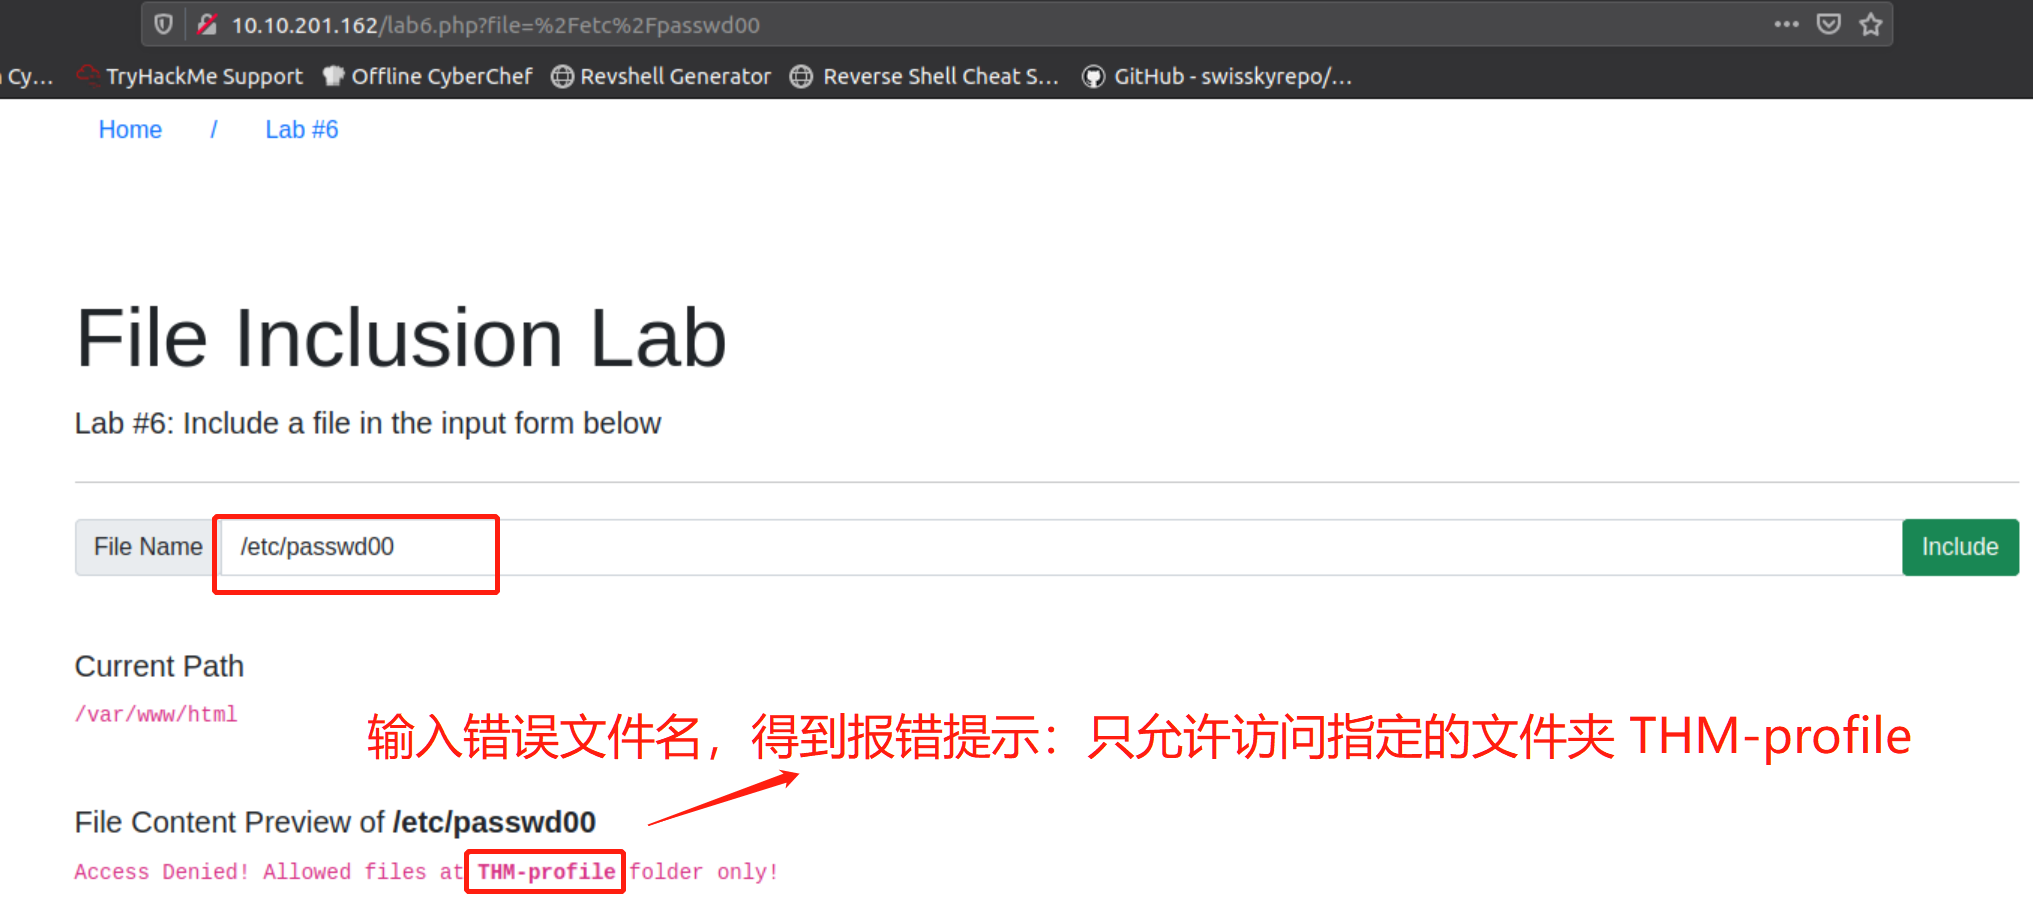 10.10.201.162/lab6.php?file=%2Fetc%2Fpasswd00
Cy… TryHackMe Support Offline CyberChef Revshell Generator Reverse Shell Cheat S… GitHub - swisskyrepo/…
Home / Lab #6
File Inclusion Lab
Lab #6: Include a file in the input form below
File Name /etc/passwd00 Include
Current Path
/var/www/html
输入错误文件名，得到报错提示：只允许访问指定的文件夹 THM-profile
File Content Preview of /etc/passwd00
Access Denied! Allowed files at THM-profile folder only!